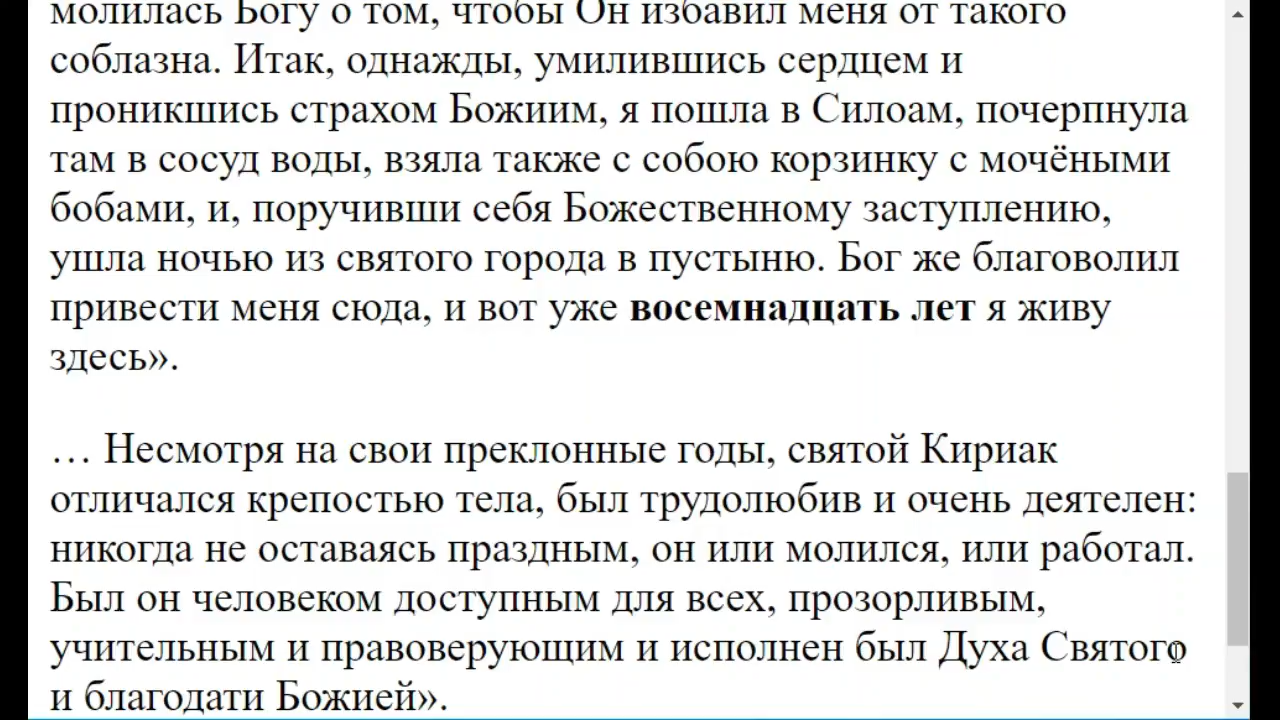 молилась Богу о том, чтобы Он избавил меня от такого
соблазна. Итак, однажды, умилившись сердцем и
проникшись страхом Божиим, я пошла в Силоам, почерпнула
там в сосуд воды, взяла также с собою корзинку с мочёными
бобами, и, поручивши себя Божественному заступлению,
ушла ночью из святого города в пустыню. Бог же благоволил
привести меня сюда, и вот уже восемнадцать лет я живу
здесь».
… Несмотря на свои преклонные годы, святой Кириак
отличался крепостью тела, был трудолюбив и очень деятелен:
никогда не оставаясь праздным, он или молился, или работал.
Был он человеком доступным для всех, прозорливым,
учительным и правоверующим и исполнен был Духа Святого
и благодати Божией».